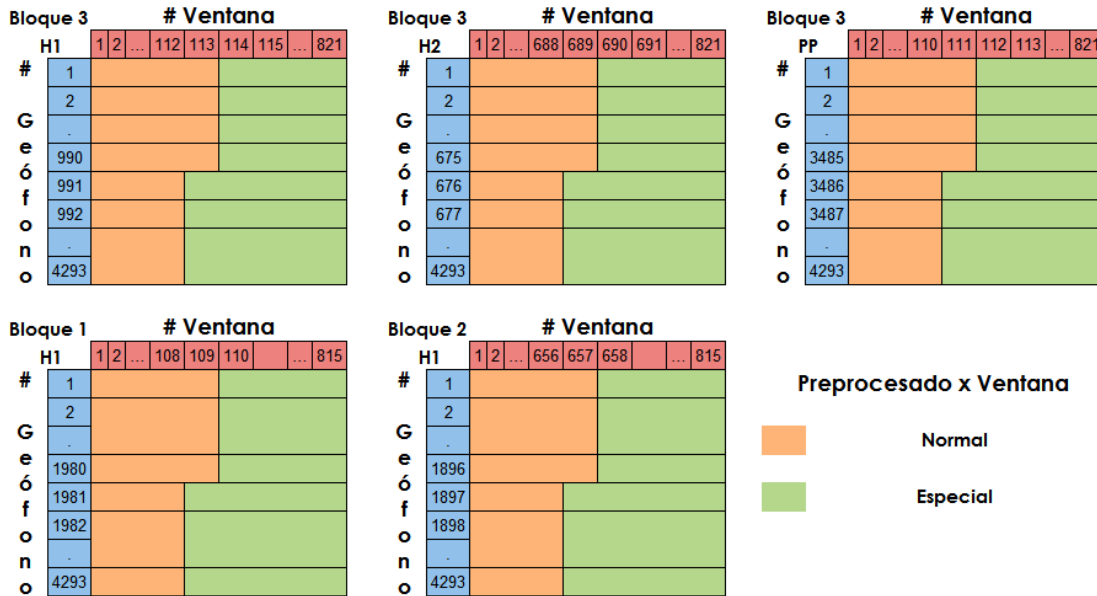 Bloque 3 # Ventana
H1 1 2 ... 112 113 114 115 ... 821
# 1
2
G .
e 990
ó 991
f 992
o
n .
o 4293
Bloque 3 # Ventana
H2 1 2 ... 688 689 690 691 ... 821
# 1
2
G .
e 675
ó 676
f 677
o
n .
o 4293
Bloque 3 # Ventana
PP 1 2 ... 110 111 112 113 ... 821
# 1
2
G .
e 3485
ó 3486
f 3487
o
n .
o 4293
Bloque 1 # Ventana
H1 1 2 ... 108 109 110 ... 815
# 1
2
G .
e 1980
ó 1981
f 1982
o
n .
o 4293
Bloque 2 # Ventana
H1 1 2 ... 656 657 658 ... 815
# 1
2
G .
e 1896
ó 1897
f 1898
o
n .
o 4293
Preprocesado x Ventana
Normal
Especial